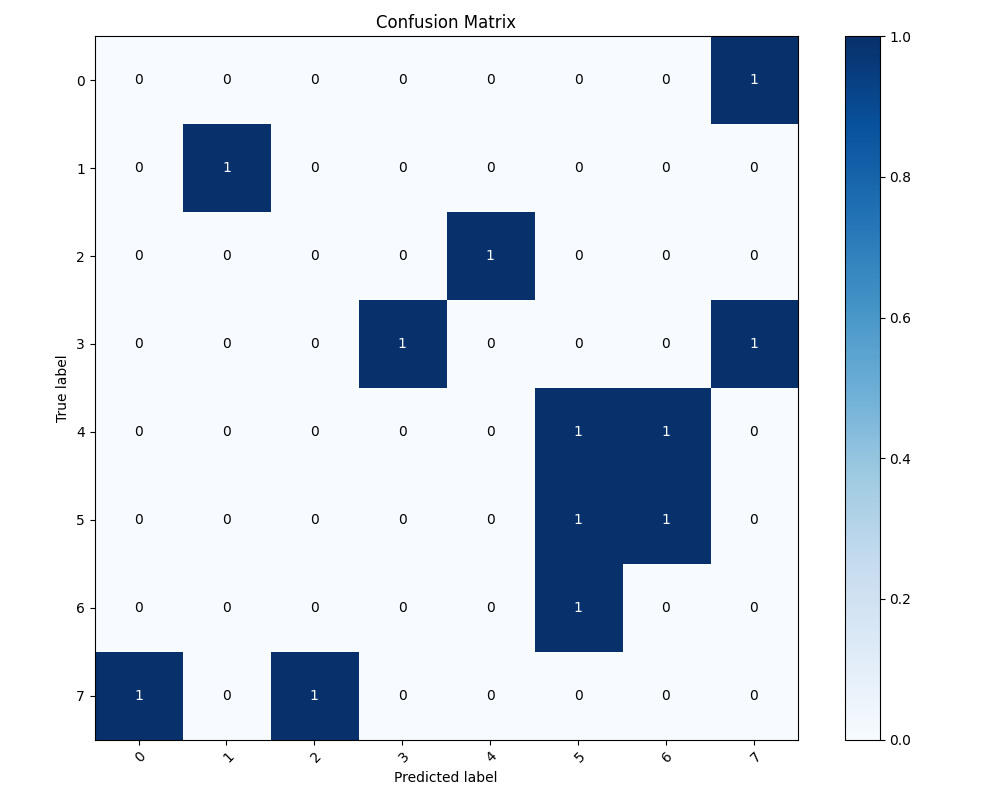 Confusion Matrix
0 0 0 0 0 0 0 0 1 1.0
1 0 1 0 0 0 0 0 0
0.8
2 0 0 0 0 1 0 0 0
0.6
3 0 0 0 1 0 0 0 1
True label
4 0 0 0 0 0 1 1 0
0.4
5 0 0 0 0 0 1 1 0
0.2
6 0 0 0 0 0 1 0 0
7 1 0 1 0 0 0 0 0
0.0
0 1 2 3 4 5 6 7
Predicted label